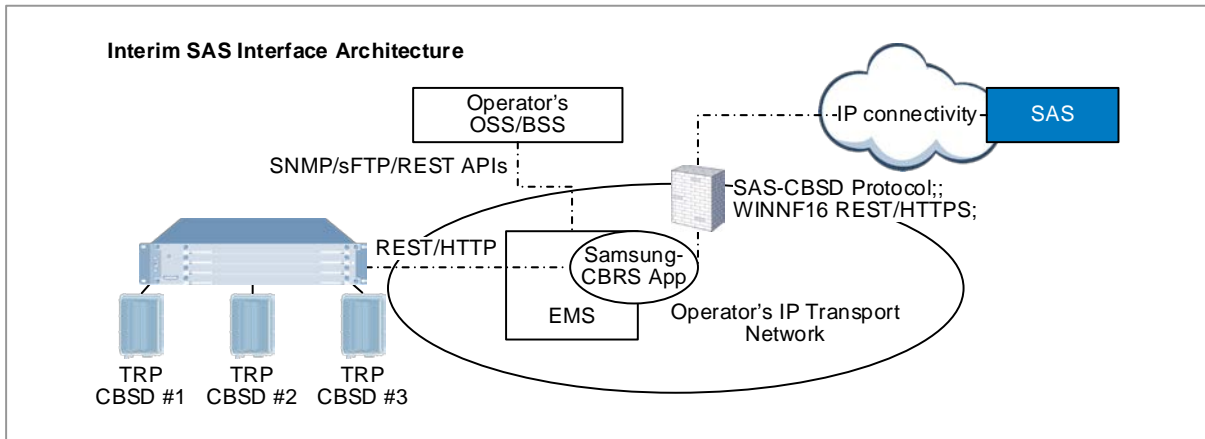 Interim SAS Interface Architecture
Operator's
OSS/BSS
IP connectivity
SAS
SNMP/sFTP/REST APIs
SAS-CBSD Protocol;;
WINNF16 REST/HTTPS;
REST/HTTP
Samsung-
CBRS App
EMS
Operator's IP Transport
Network
TRP
CBSD #1
TRP
CBSD #2
TRP
CBSD #3